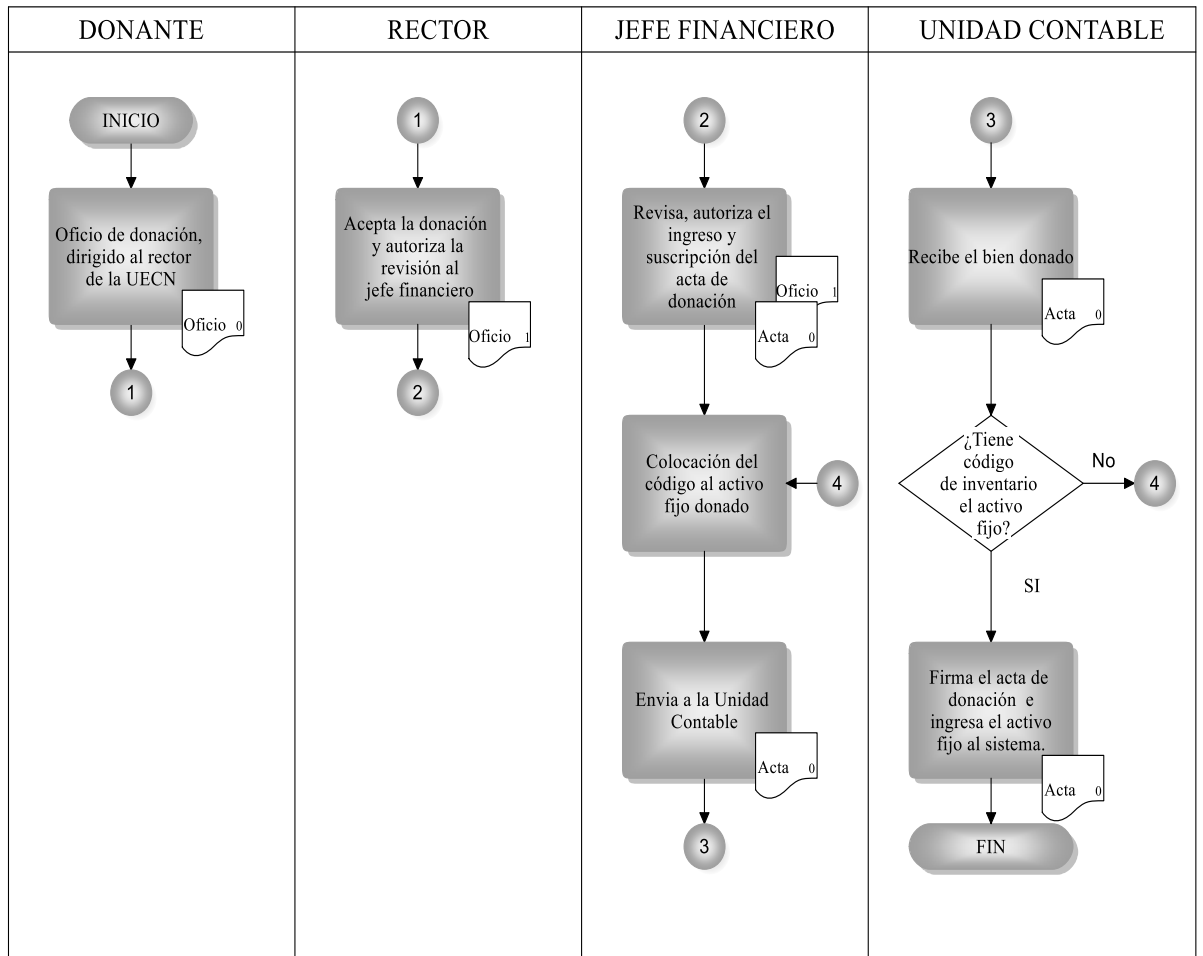 DONANTE
RECTOR
JEFE FINANCIERO
UNIDAD CONTABLE
INICIO
Oficio de donación,
dirigido al rector
de la UECN
Oficio 0
1
1
Acepta la donación
y autoriza la
revisión al
jefe financiero
Oficio 1
2
2
Revisa, autoriza el
ingreso y
suscripción del
acta de
donación
Oficio 1
Acta 0
Colocación del
código al activo
fijo donado
4
Envia a la Unidad
Contable
Acta 0
3
3
Recibe el bien donado
Acta 0
¿Tiene
código
de inventario
el activo
fijo?
No
4
SI
Firma el acta de
donación e
ingresa el activo
fijo al sistema.
Acta 0
FIN